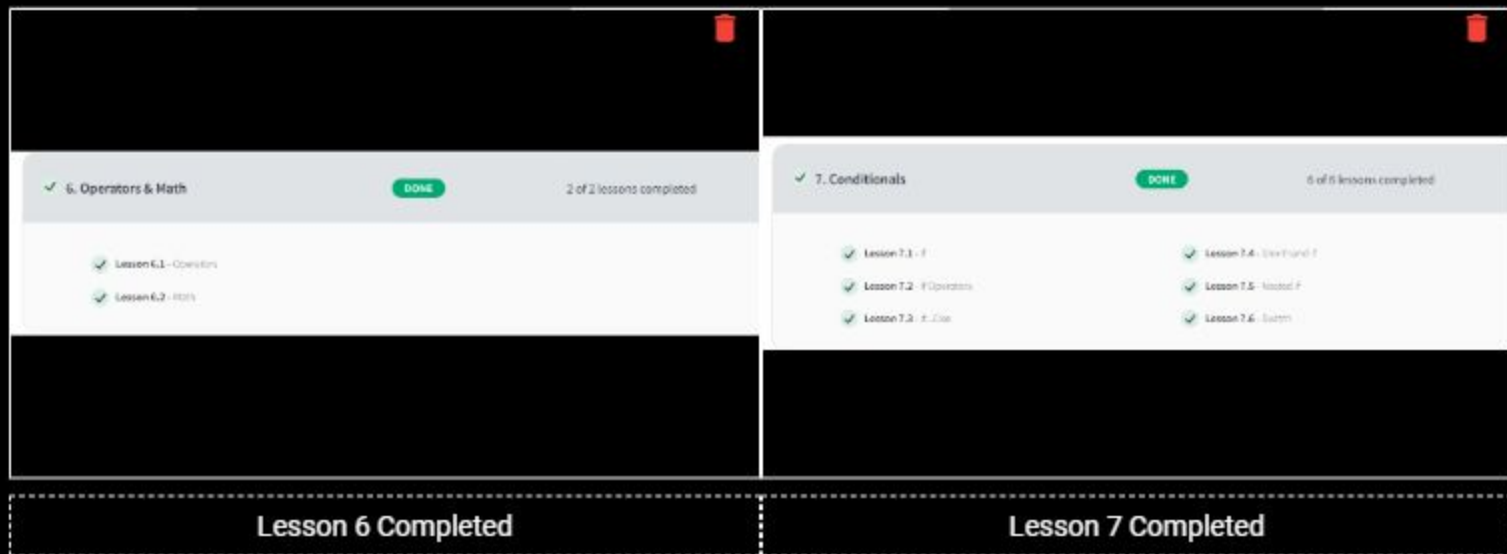 6. Operators & Math
DONE
2 of 2 lessons completed
Lesson 6.1 - Operators
Lesson 6.2 - Math
7. Conditionals
DONE
6 of 6 lessons completed
Lesson 7.1 - If
Lesson 7.2 - If Operators
Lesson 7.3 - If..Else
Lesson 7.4 - Shorthand if
Lesson 7.5 - Nested if
Lesson 7.6 - Switch
Lesson 6 Completed
Lesson 7 Completed